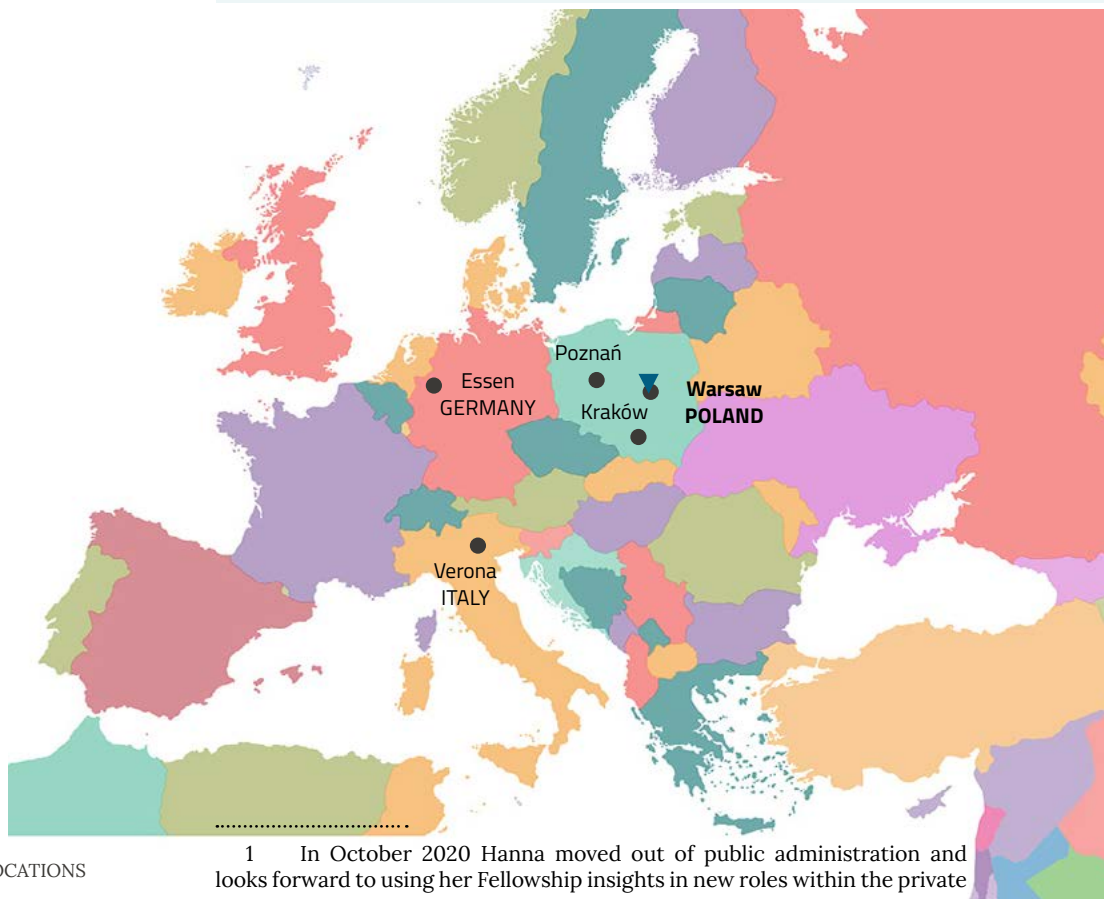 Poznań
Essen
GERMANY
Kraków
Warsaw
POLAND
Verona
ITALY
1 In October 2020 Hanna moved out of public administration and
looks forward to using her Fellowship insights in new roles within the private